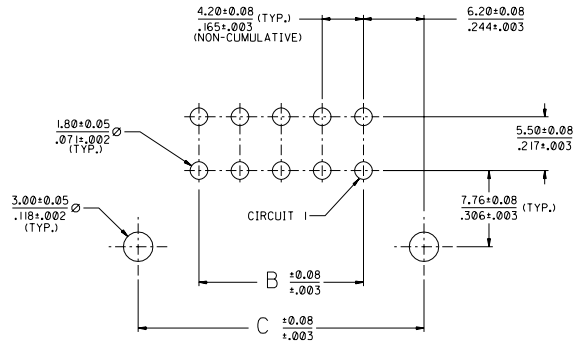 4.20±0.08 (TYP.)
.165±.003
(NON-CUMULATIVE)
6.20±0.08
.244±.003
1.80±0.05 Ø
.071±.002
(TYP.)
5.50±0.08
.217±.003
3.00±0.05 Ø
.118±.002
(TYP.)
CIRCUIT 1
7.76±0.08 (TYP.)
.306±.003
B ±0.08
±.003
C ±0.08
±.003